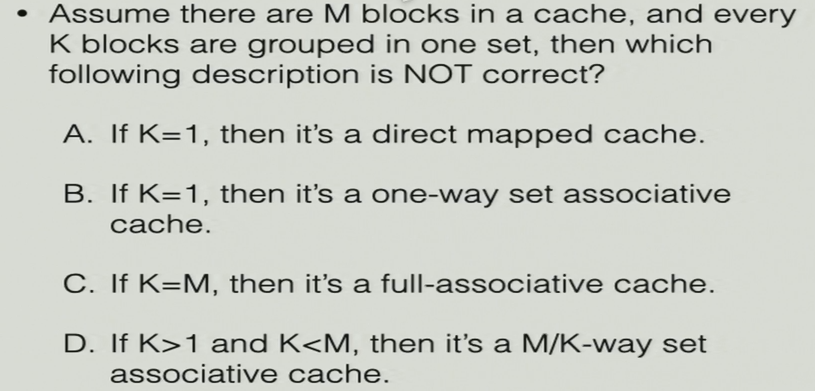 • Assume there are M blocks in a cache, and every
K blocks are grouped in one set, then which
following description is NOT correct?
A. If K=1, then it's a direct mapped cache.
B. If K=1, then it's a one-way set associative
cache.
C. If K=M, then it's a full-associative cache.
D. If K>1 and K<M, then it's a M/K-way set
associative cache.